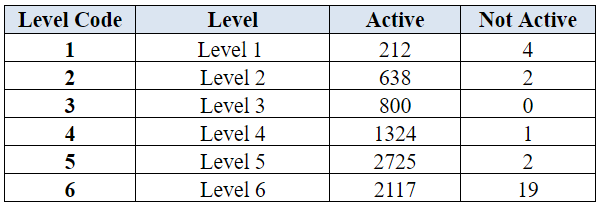 Level Code Level Active Not Active
1 Level 1 212 4
2 Level 2 638 2
3 Level 3 800 0
4 Level 4 1324 1
5 Level 5 2725 2
6 Level 6 2117 19